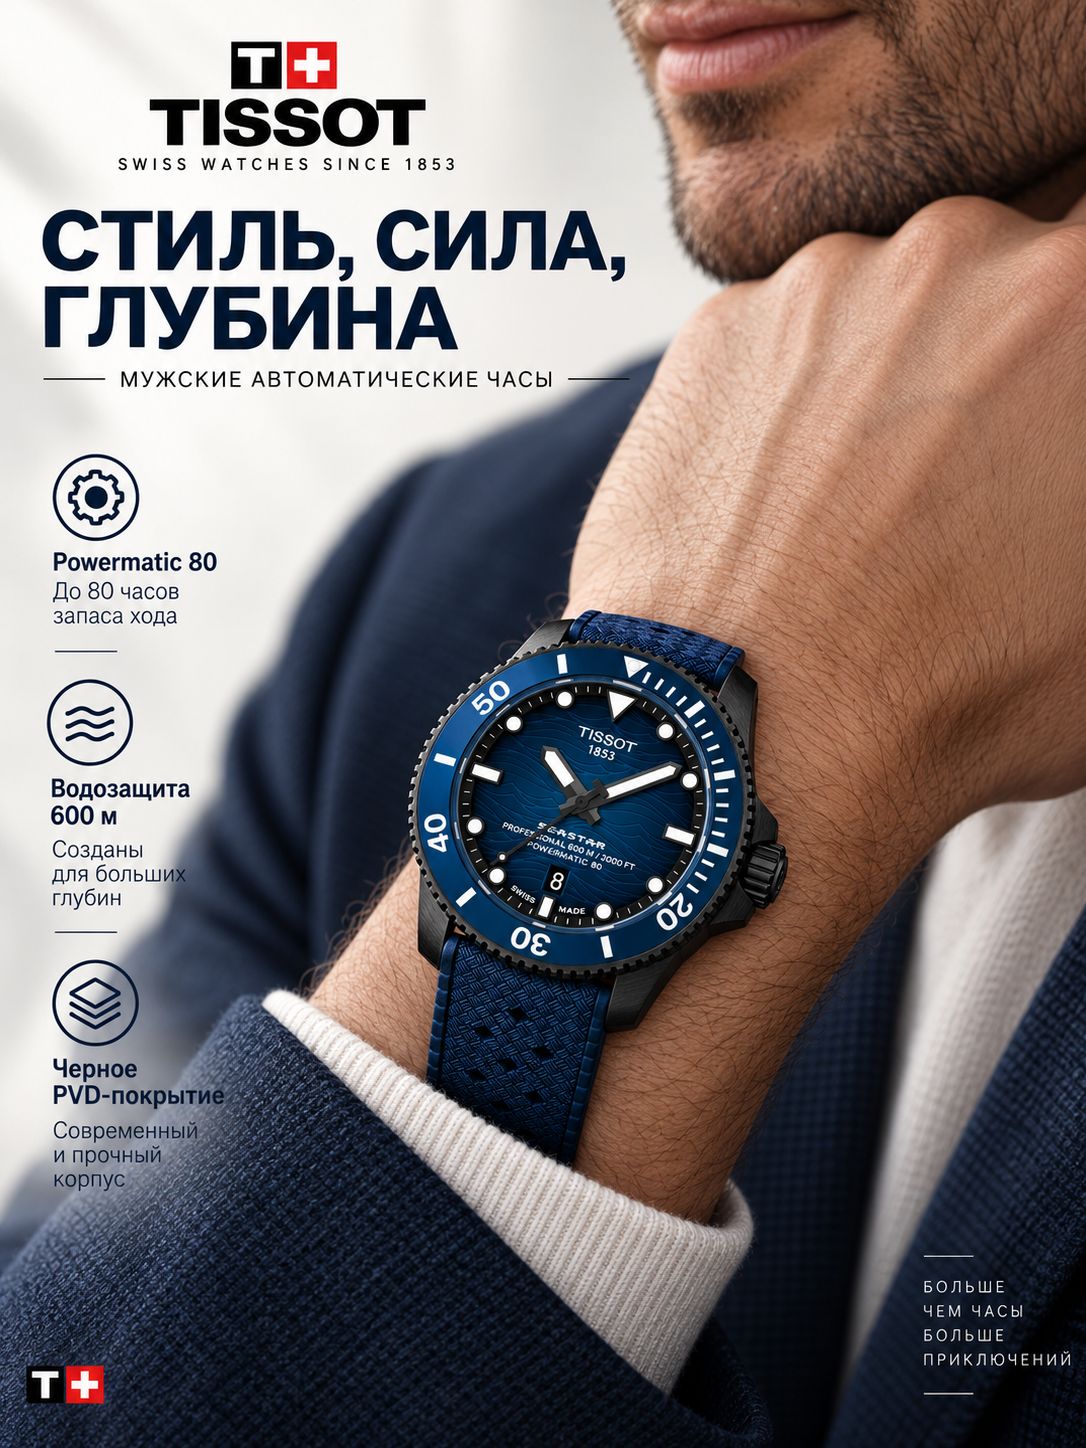 T+
TISSOT
SWISS WATCHES SINCE 1853
СТИЛЬ, СИЛА,
ГЛУБИНА
МУЖСКИЕ АВТОМАТИЧЕСКИЕ ЧАСЫ
Powermatic 80
До 80 часов
запаса хода
Водозащита
600 м
Созданы
для больших
глубин
Черное
PVD-покрытие
Современный
и прочный
корпус
50
40
30
20
TISSOT
1853
SEASTAR
PROFESSIONAL 600 M / 2000 FT
POWERMATIC 80
8
SWISS MADE
БОЛЬШЕ
ЧЕМ ЧАСЫ
БОЛЬШЕ
ПРИКЛЮЧЕНИЙ
T+